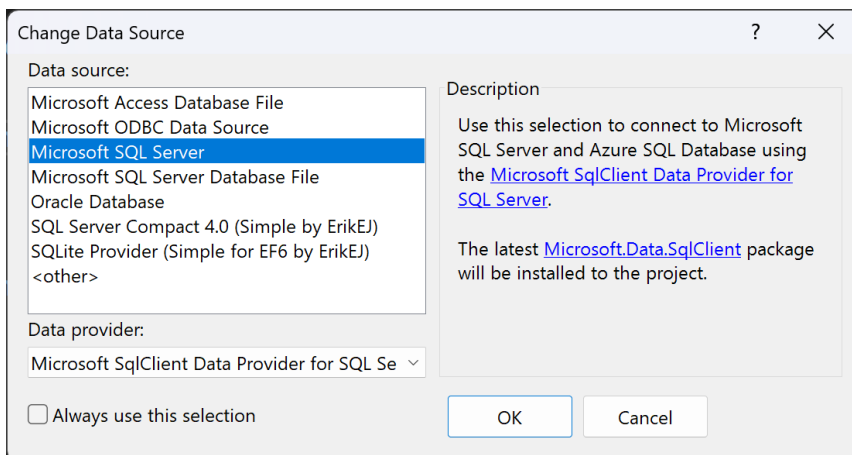 Change Data Source
?
Data source:
Microsoft Access Database File
Microsoft ODBC Data Source
Microsoft SQL Server
Microsoft SQL Server Database File
Oracle Database
SQL Server Compact 4.0 (Simple by ErikEJ)
SQLite Provider (Simple for EF6 by ErikEJ)
<other>
Data provider:
Microsoft SqlClient Data Provider for SQL Se
Always use this selection
Description
Use this selection to connect to Microsoft
SQL Server and Azure SQL Database using
the Microsoft SqlClient Data Provider for
SQL Server.
The latest Microsoft.Data.SqlClient package
will be installed to the project.
OK
Cancel